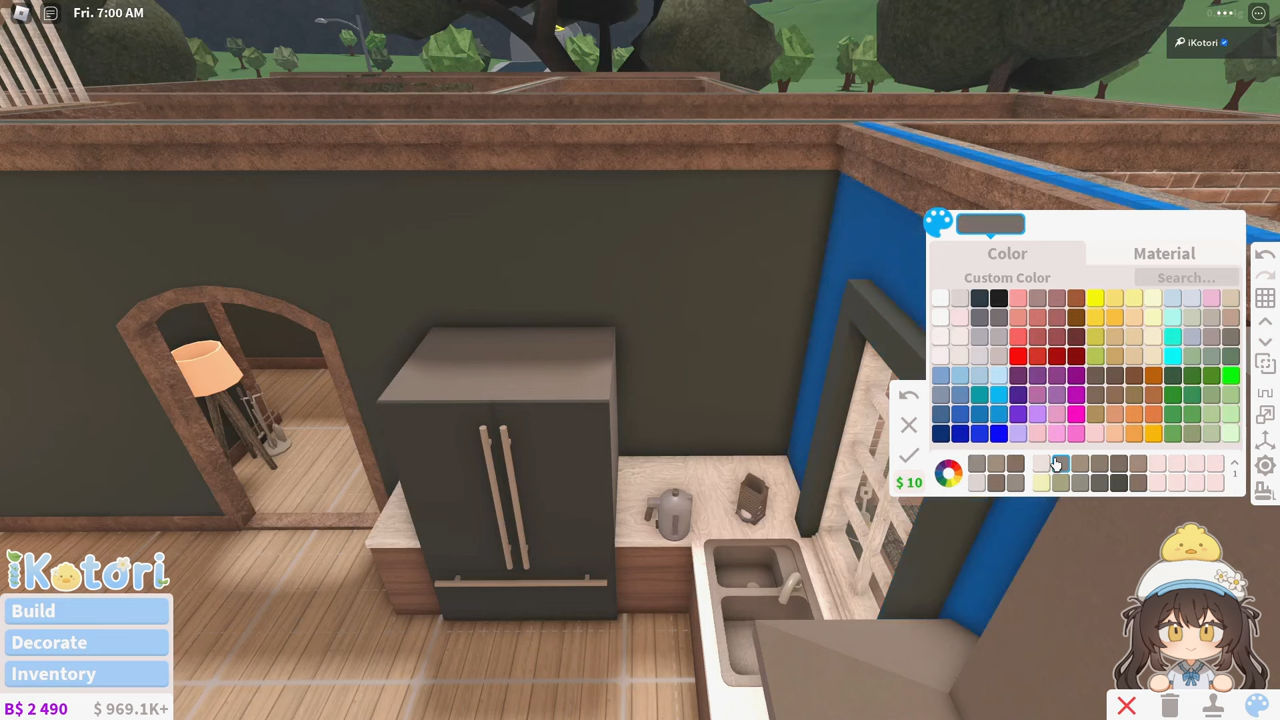 Fri. 7:00 AM
iKotori
Color
Material
Custom Color
Search...
$ 10
1
iKotori
Build
Decorate
Inventory
B$ 2 490
$ 969.1K+